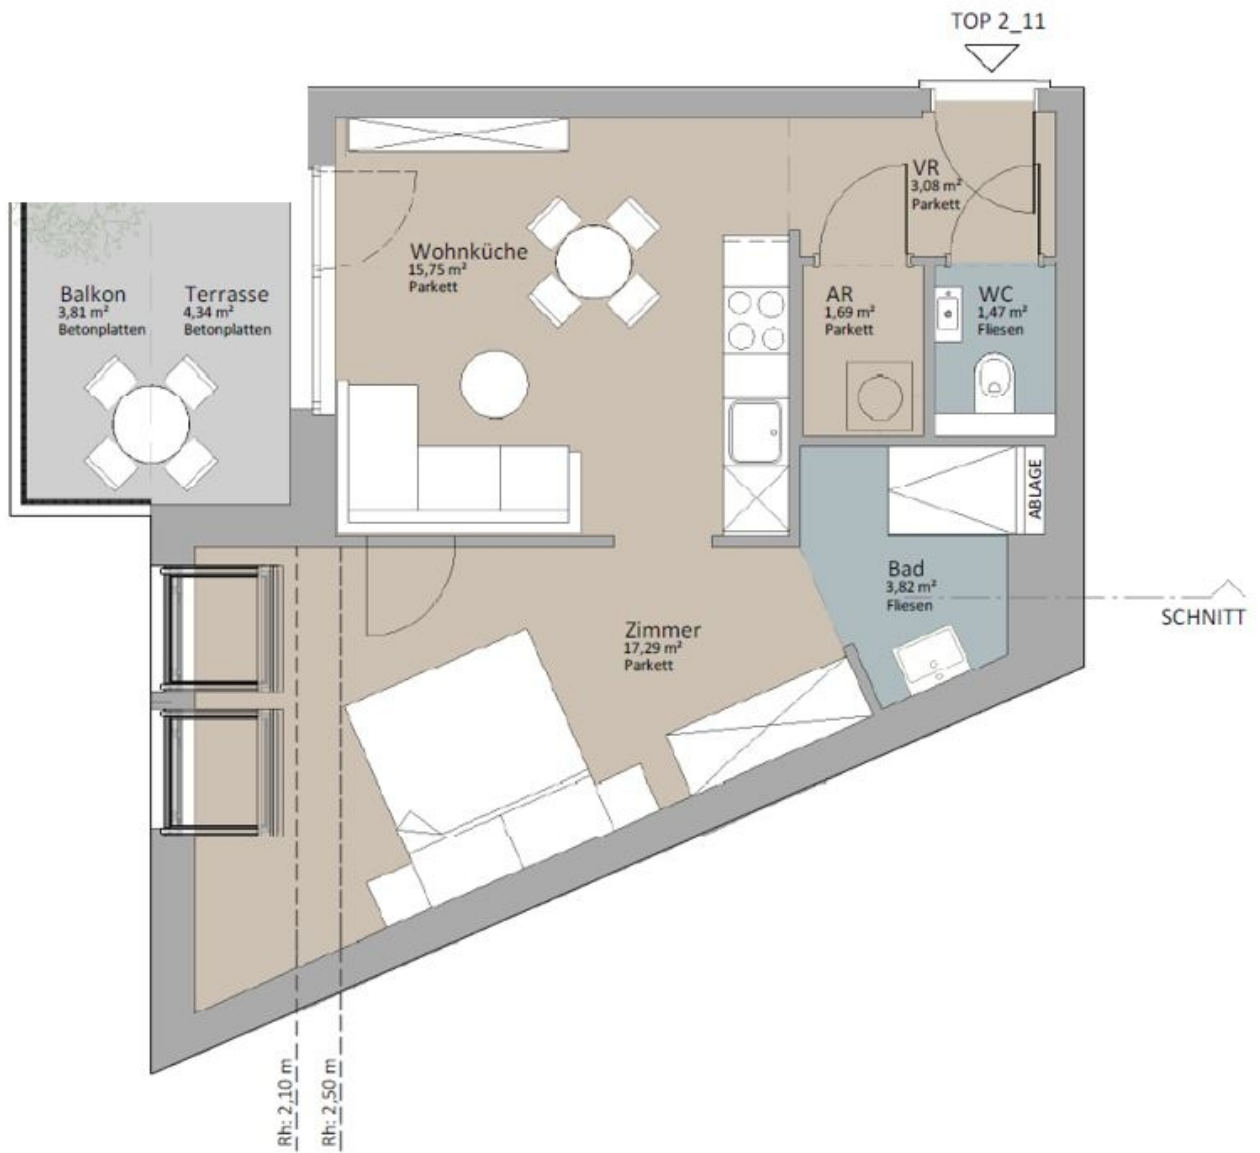 TOP 2_11
VR
3,08 m²
Parkett
Wohnküche
15,75 m²
Parkett
Balkon
3,81 m²
Betonplatten
Terrasse
4,34 m²
Betonplatten
AR
1,69 m²
Parkett
WC
1,47 m²
Fliesen
ABLAGE
Bad
3,82 m²
Fliesen
SCHNITT
Zimmer
17,29 m²
Parkett
Rh: 2,10 m
Rh: 2,50 m